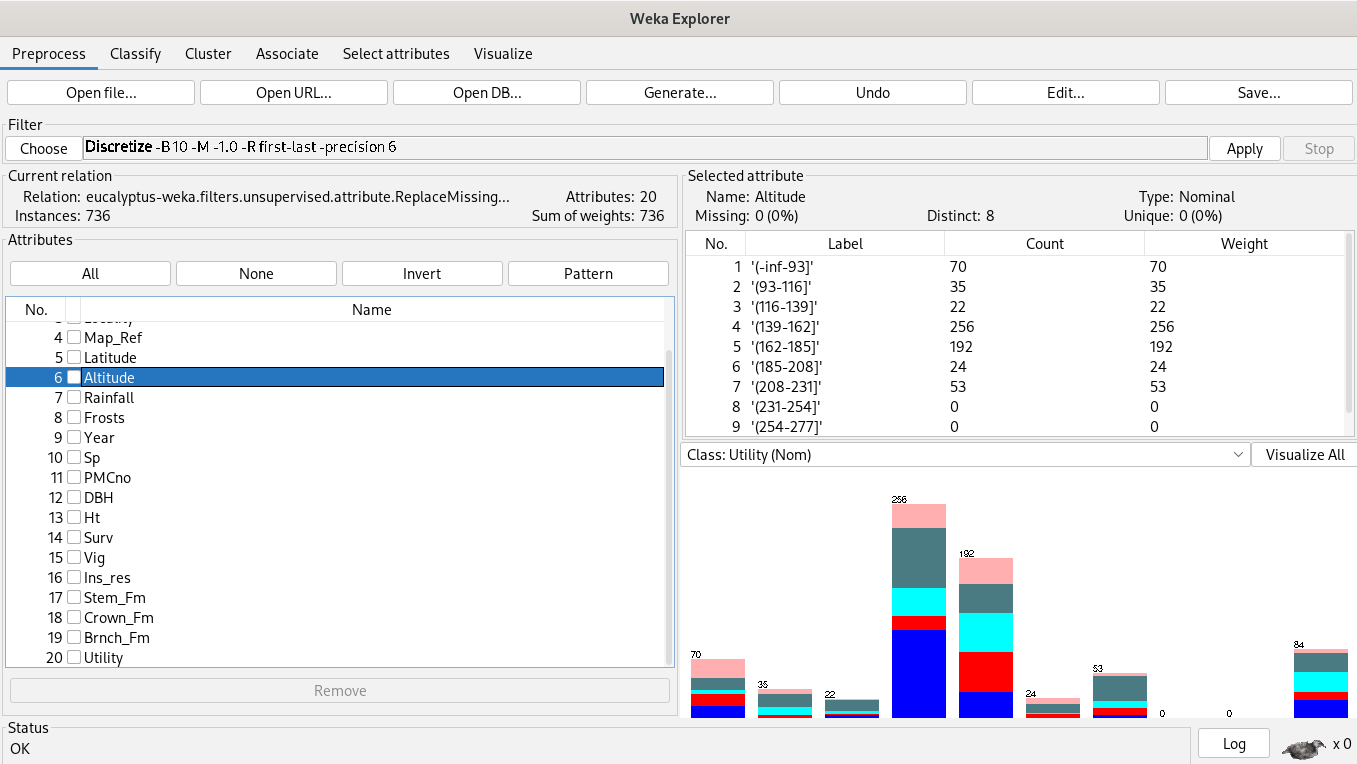 Weka Explorer
Preprocess Classify Cluster Associate Select attributes Visualize
Open file... Open URL... Open DB... Generate... Undo Edit... Save...
Filter
Choose Discretize -B 10 -M -1.0 -R first-last -precision 6 Apply Stop
Current relation
Relation: eucalyptus-weka.filters.unsupervised.attribute.ReplaceMissing... Attributes: 20
Instances: 736 Sum of weights: 736
Attributes
All None Invert Pattern
No. Name
4 Map_Ref
5 Latitude
6 Altitude
7 Rainfall
8 Frosts
9 Year
10 Sp
11 PMCno
12 DBH
13 Ht
14 Surv
15 Vig
16 Ins_res
17 Stem_Fm
18 Crown_Fm
19 Brnch_Fm
20 Utility
Remove
Selected attribute
Name: Altitude Type: Nominal
Missing: 0 (0%) Distinct: 8 Unique: 0 (0%)
No. Label Count Weight
1 '(-inf-93]' 70 70
2 '(93-116]' 35 35
3 '(116-139]' 22 22
4 '(139-162]' 256 256
5 '(162-185]' 192 192
6 '(185-208]' 24 24
7 '(208-231]' 53 53
8 '(231-254]' 0 0
9 '(254-277]' 0 0
Class: Utility (Nom) Visualize All
70 35 22 256 192 24 53 0 0 84
Status
OK
Log x 0